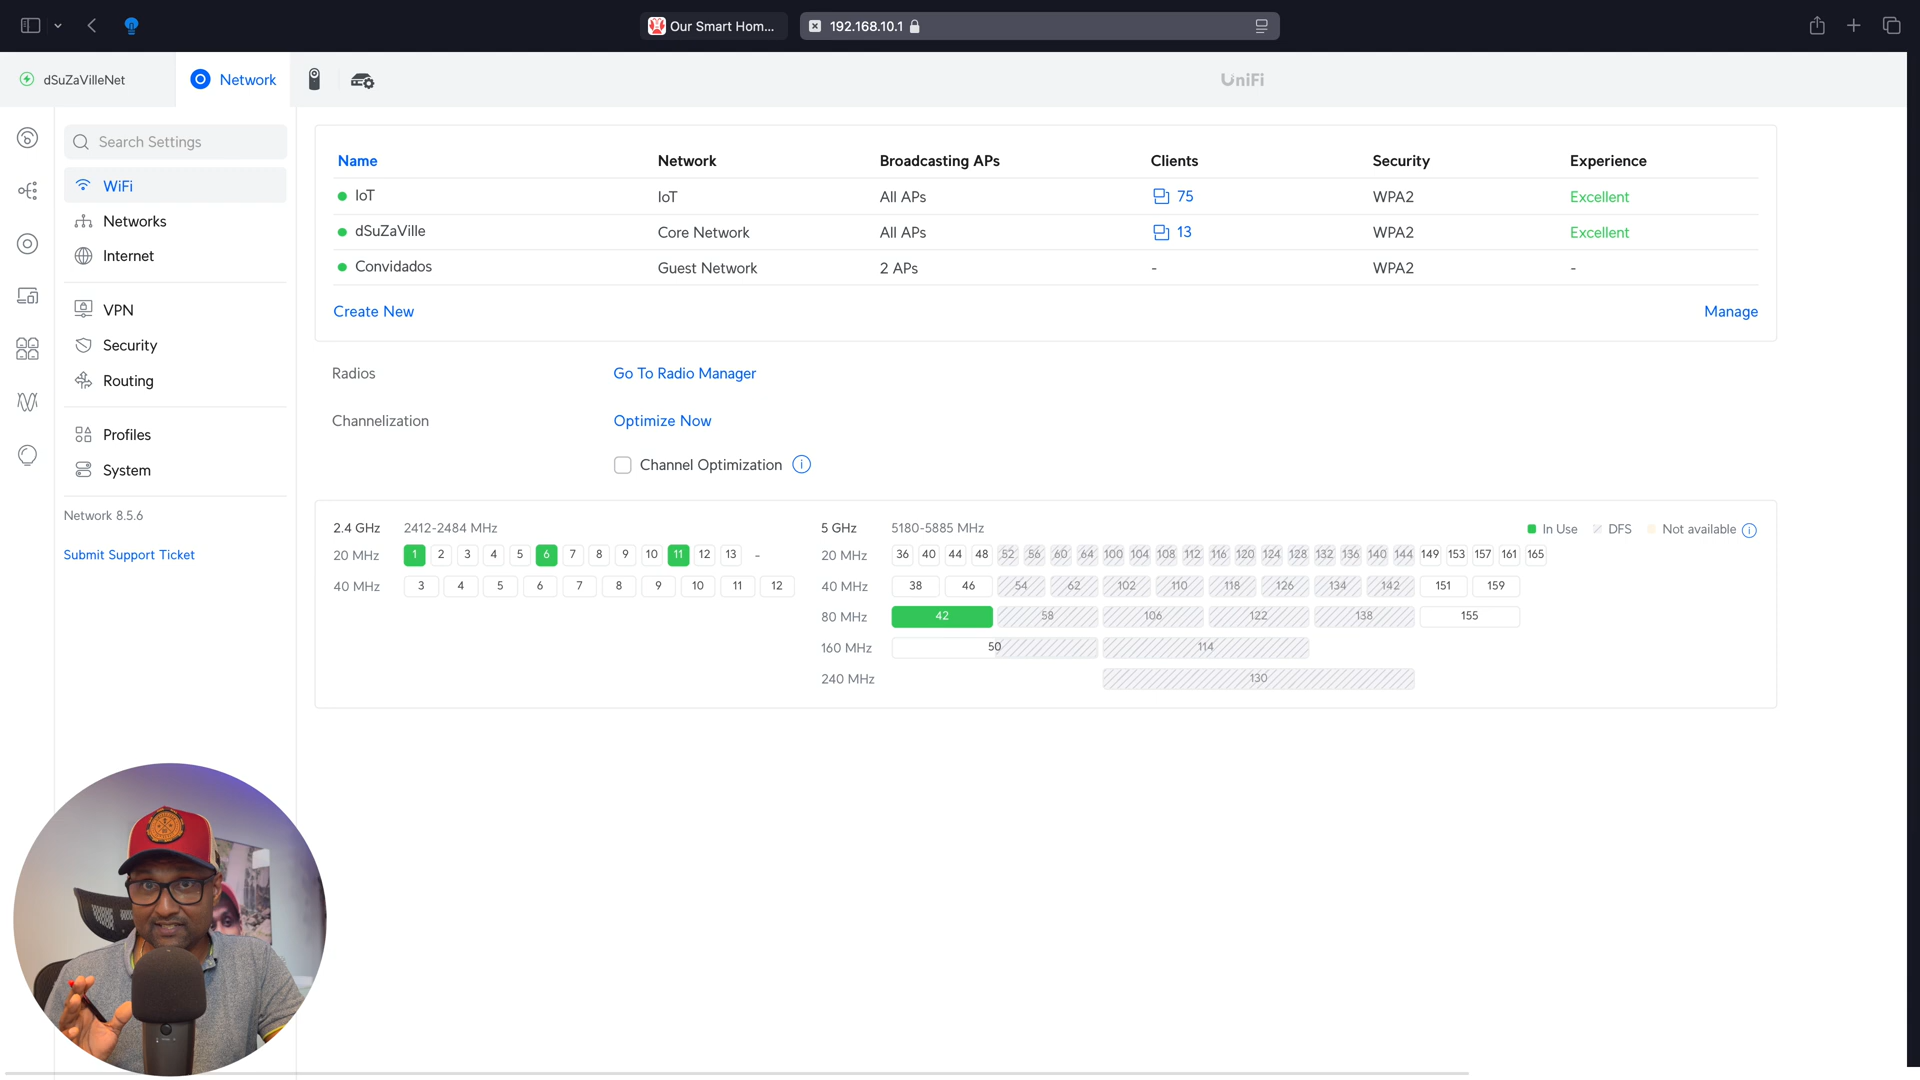 Our Smart Hom...
192.168.10.1
dSuZaVilleNet
Network
UniFi
Search Settings
WiFi
Networks
Internet
VPN
Security
Routing
Profiles
System
Network 8.5.6
Submit Support Ticket
Name Network Broadcasting APs Clients Security Experience
IoT IoT All APs 75 WPA2 Excellent
dSuZaVille Core Network All APs 13 WPA2 Excellent
Convidados Guest Network 2 APs - WPA2 -
Create New Manage
Radios Go To Radio Manager
Channelization Optimize Now
Channel Optimization
2.4 GHz 2412-2484 MHz
20 MHz 1 2 3 4 5 6 7 8 9 10 11 12 13 -
40 MHz 3 4 5 6 7 8 9 10 11 12
5 GHz 5180-5885 MHz In Use DFS Not available
20 MHz 36 40 44 48 52 56 60 64 100 104 108 112 116 120 124 128 132 136 140 144 149 153 157 161 165
40 MHz 38 46 54 62 102 110 118 126 134 142 151 159
80 MHz 42 58 106 122 138 155
160 MHz 50 114
240 MHz 130